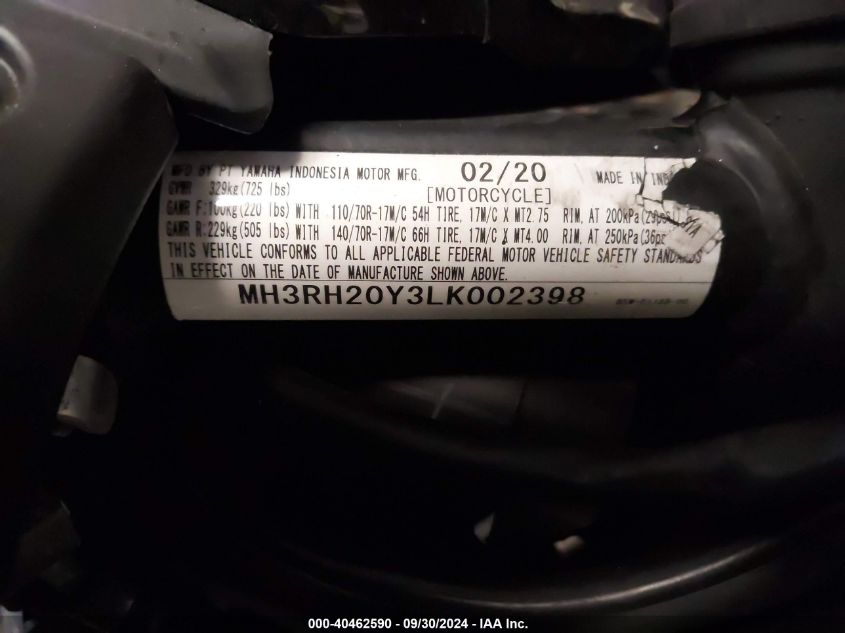 MFD BY PT YAMAHA INDONESIA MOTOR MFG. 02/20 MADE IN
GVWR 329kg(725 lbs) [MOTORCYCLE]
GAWR F:100kg(220 lbs) WITH 110/70R-17M/C 54H TIRE, 17M/C X MT2.75 RIM, AT 200kPa
GAWR R:229kg(505 lbs) WITH 140/70R-17M/C 66H TIRE, 17M/C X MT4.00 RIM, AT 250kPa(36psi
THIS VEHICLE CONFORMS TO ALL APPLICABLE FEDERAL MOTOR VEHICLE SAFETY STANDARDS
IN EFFECT ON THE DATE OF MANUFACTURE SHOWN ABOVE.
MH3RH20Y3LK002398
000-40462590 - 09/30/2024 - IAA Inc.